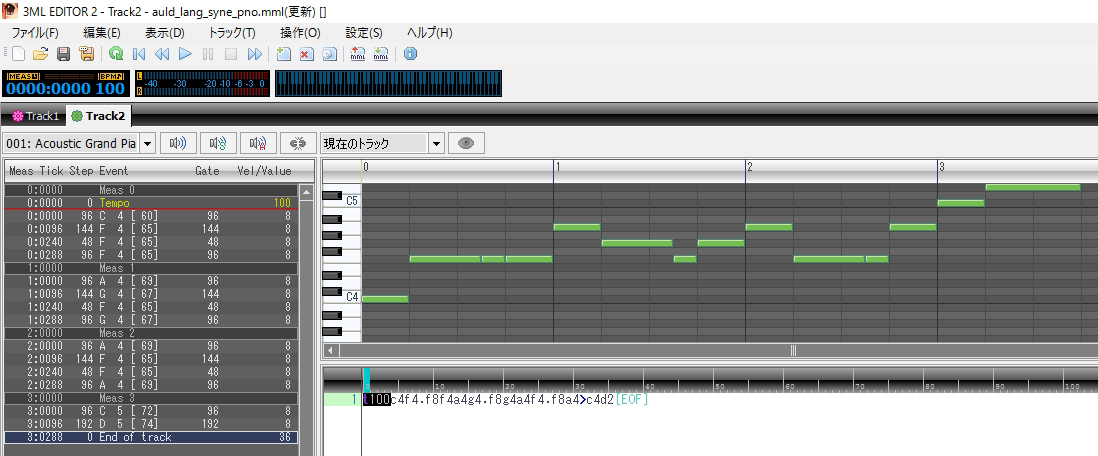 3ML EDITOR 2 - Track2 - auld_lang_syne_pno.mml(更新) []
ファイル(F) 編集(E) 表示(D) トラック(T) 操作(O) 設定(S) ヘルプ(H)
mml mml
MEAS BPM
0000:0000 100
L -40 -30 -20 -10 -6 -3 0
R
Track1 Track2
001: Acoustic Grand Pia
現在のトラック
Meas Tick Step Event Gate Vel/Value
0:0000 Meas 0
0:0000 0 Tempo 100
0:0000 96 C 4 [ 60] 96 8
0:0096 144 F 4 [ 65] 144 8
0:0240 48 F 4 [ 65] 48 8
0:0288 96 F 4 [ 65] 96 8
1:0000 Meas 1
1:0000 96 A 4 [ 69] 96 8
1:0096 144 G 4 [ 67] 144 8
1:0240 48 F 4 [ 65] 48 8
1:0288 96 G 4 [ 67] 96 8
2:0000 Meas 2
2:0000 96 A 4 [ 69] 96 8
2:0096 144 F 4 [ 65] 144 8
2:0240 48 F 4 [ 65] 48 8
2:0288 96 A 4 [ 69] 96 8
3:0000 Meas 3
3:0000 96 C 5 [ 72] 96 8
3:0096 192 D 5 [ 74] 192 8
3:0288 0 End of track 36
0 1 2 3
C5
C4
0 10 20 30 40 50 60 70 80 90 100
1 t100c4f4.f8f4a4g4.f8g4a4f4.f8a4>c4d2[EOF]